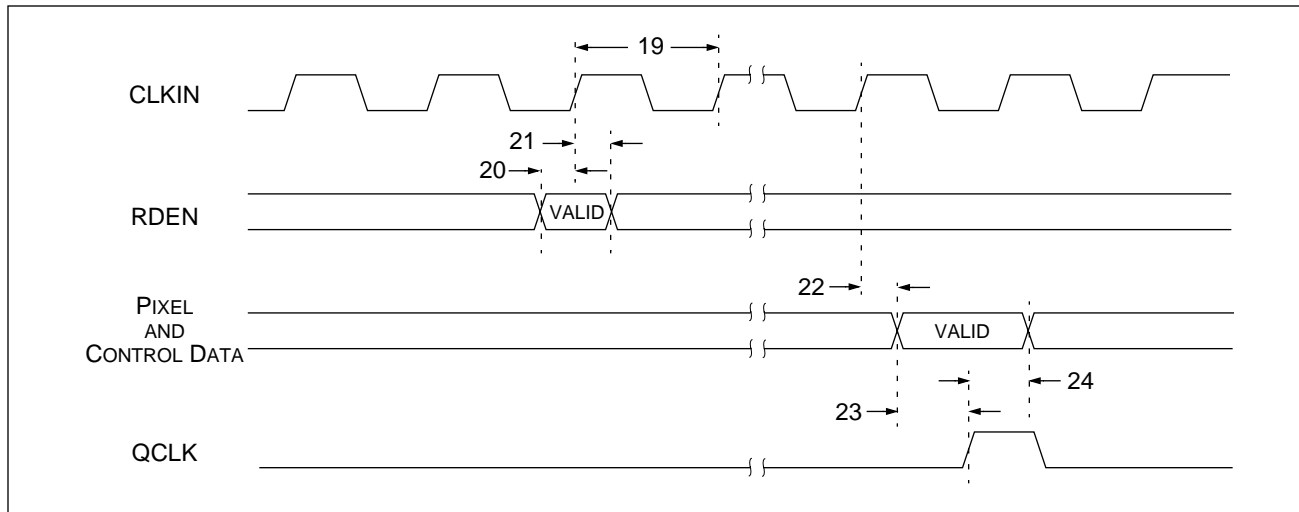 19
CLKIN
21
20
RDEN
VALID
22
PIXEL
AND
CONTROL DATA
VALID
24
23
QCLK